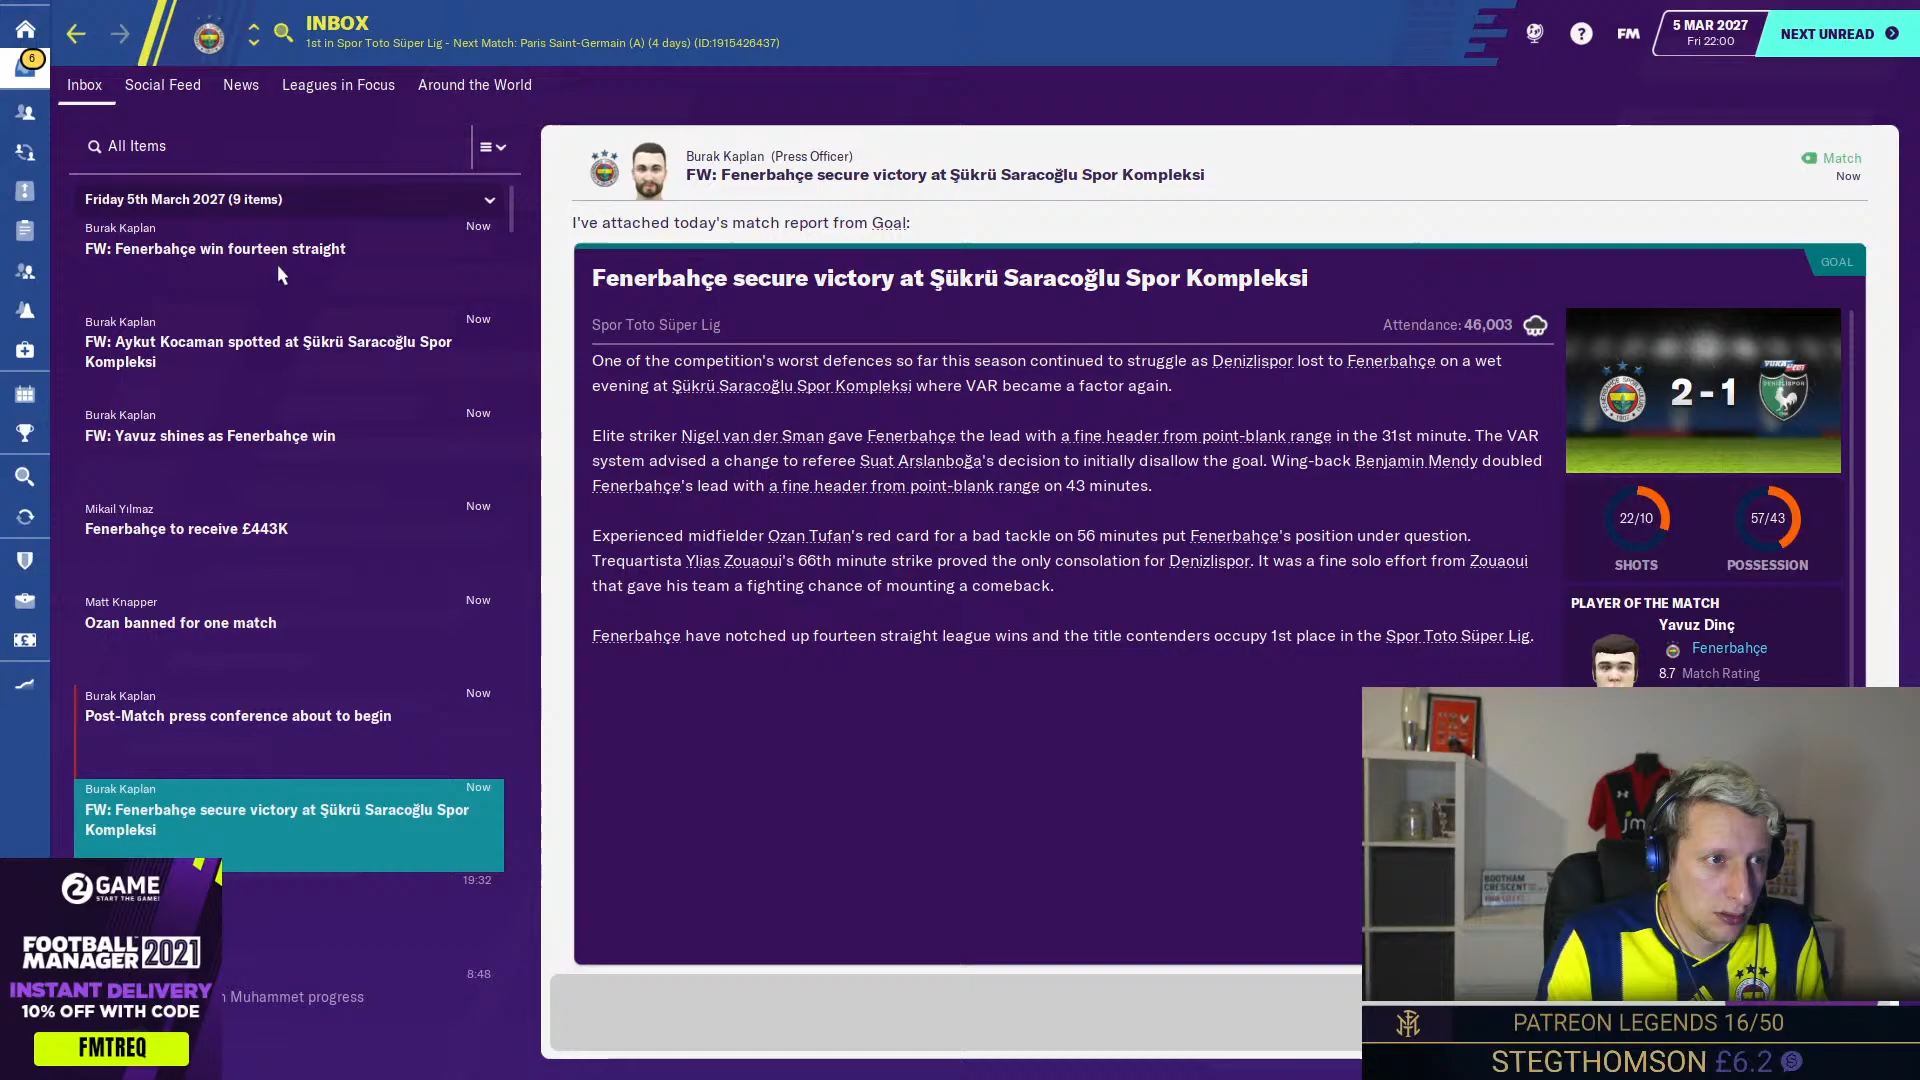 INBOX
1st in Spor Toto Süper Lig - Next Match: Paris Saint-Germain (A) (4 days) (ID:1915426437)
FM
5 MAR 2027
Fri 22:00
NEXT UNREAD
6
Inbox
Social Feed
News
Leagues in Focus
Around the World
All Items
Friday 5th March 2027 (9 items)
Burak Kaplan
Now
FW: Fenerbahçe win fourteen straight
Burak Kaplan
Now
FW: Aykut Kocaman spotted at Şükrü Saracoğlu Spor
Kompleksi
Burak Kaplan
Now
FW: Yavuz shines as Fenerbahçe win
Mikail Yılmaz
Now
Fenerbahçe to receive £443K
Matt Knapper
Now
Ozan banned for one match
Burak Kaplan
Now
Post-Match press conference about to begin
Burak Kaplan
Now
FW: Fenerbahçe secure victory at Şükrü Saracoğlu Spor
Kompleksi
19:32
8:48
Muhammet progress
Burak Kaplan (Press Officer)
FW: Fenerbahçe secure victory at Şükrü Saracoğlu Spor Kompleksi
Match
Now
I've attached today's match report from Goal:
GOAL
Fenerbahçe secure victory at Şükrü Saracoğlu Spor Kompleksi
Spor Toto Süper Lig
Attendance: 46,003
One of the competition's worst defences so far this season continued to struggle as Denizlispor lost to Fenerbahçe on a wet
evening at Şükrü Saracoğlu Spor Kompleksi where VAR became a factor again.
Elite striker Nigel van der Sman gave Fenerbahçe the lead with a fine header from point-blank range in the 31st minute. The VAR
system advised a change to referee Suat Arslanboğa's decision to initially disallow the goal. Wing-back Benjamin Mendy doubled
Fenerbahçe's lead with a fine header from point-blank range on 43 minutes.
Experienced midfielder Ozan Tufan's red card for a bad tackle on 56 minutes put Fenerbahçe's position under question.
Trequartista Ylias Zouaoui's 66th minute strike proved the only consolation for Denizlispor. It was a fine solo effort from Zouaoui
that gave his team a fighting chance of mounting a comeback.
Fenerbahçe have notched up fourteen straight league wins and the title contenders occupy 1st place in the Spor Toto Süper Lig.
2 - 1
22/10
SHOTS
57/43
POSSESSION
PLAYER OF THE MATCH
Yavuz Dinç
Fenerbahçe
8.7 Match Rating
2 GAME
START THE GAME!
FOOTBALL
MANAGER 2021
INSTANT DELIVERY
10% OFF WITH CODE
FMTREQ
BOOTHAM
CRESCENT
jm
PATREON LEGENDS 16/50
STEGTHOMSON £6.2